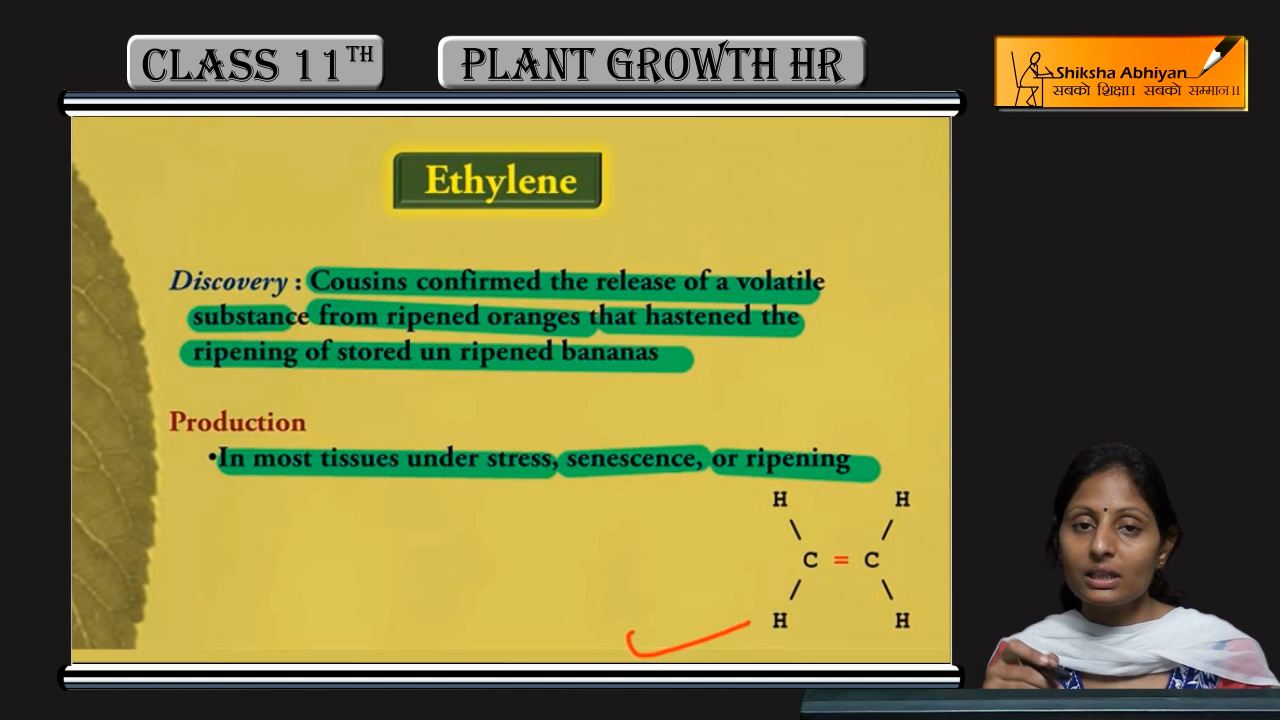 CLASS 11TH
PLANT GROWTH HR
Shiksha Abhiyan
सबको शिक्षा। सबको सम्मान।।
Ethylene
Discovery : Cousins confirmed the release of a volatile
substance from ripened oranges that hastened the
ripening of stored un ripened bananas
Production
•In most tissues under stress, senescence, or ripening
H H
\ /
C = C
/ \
H H